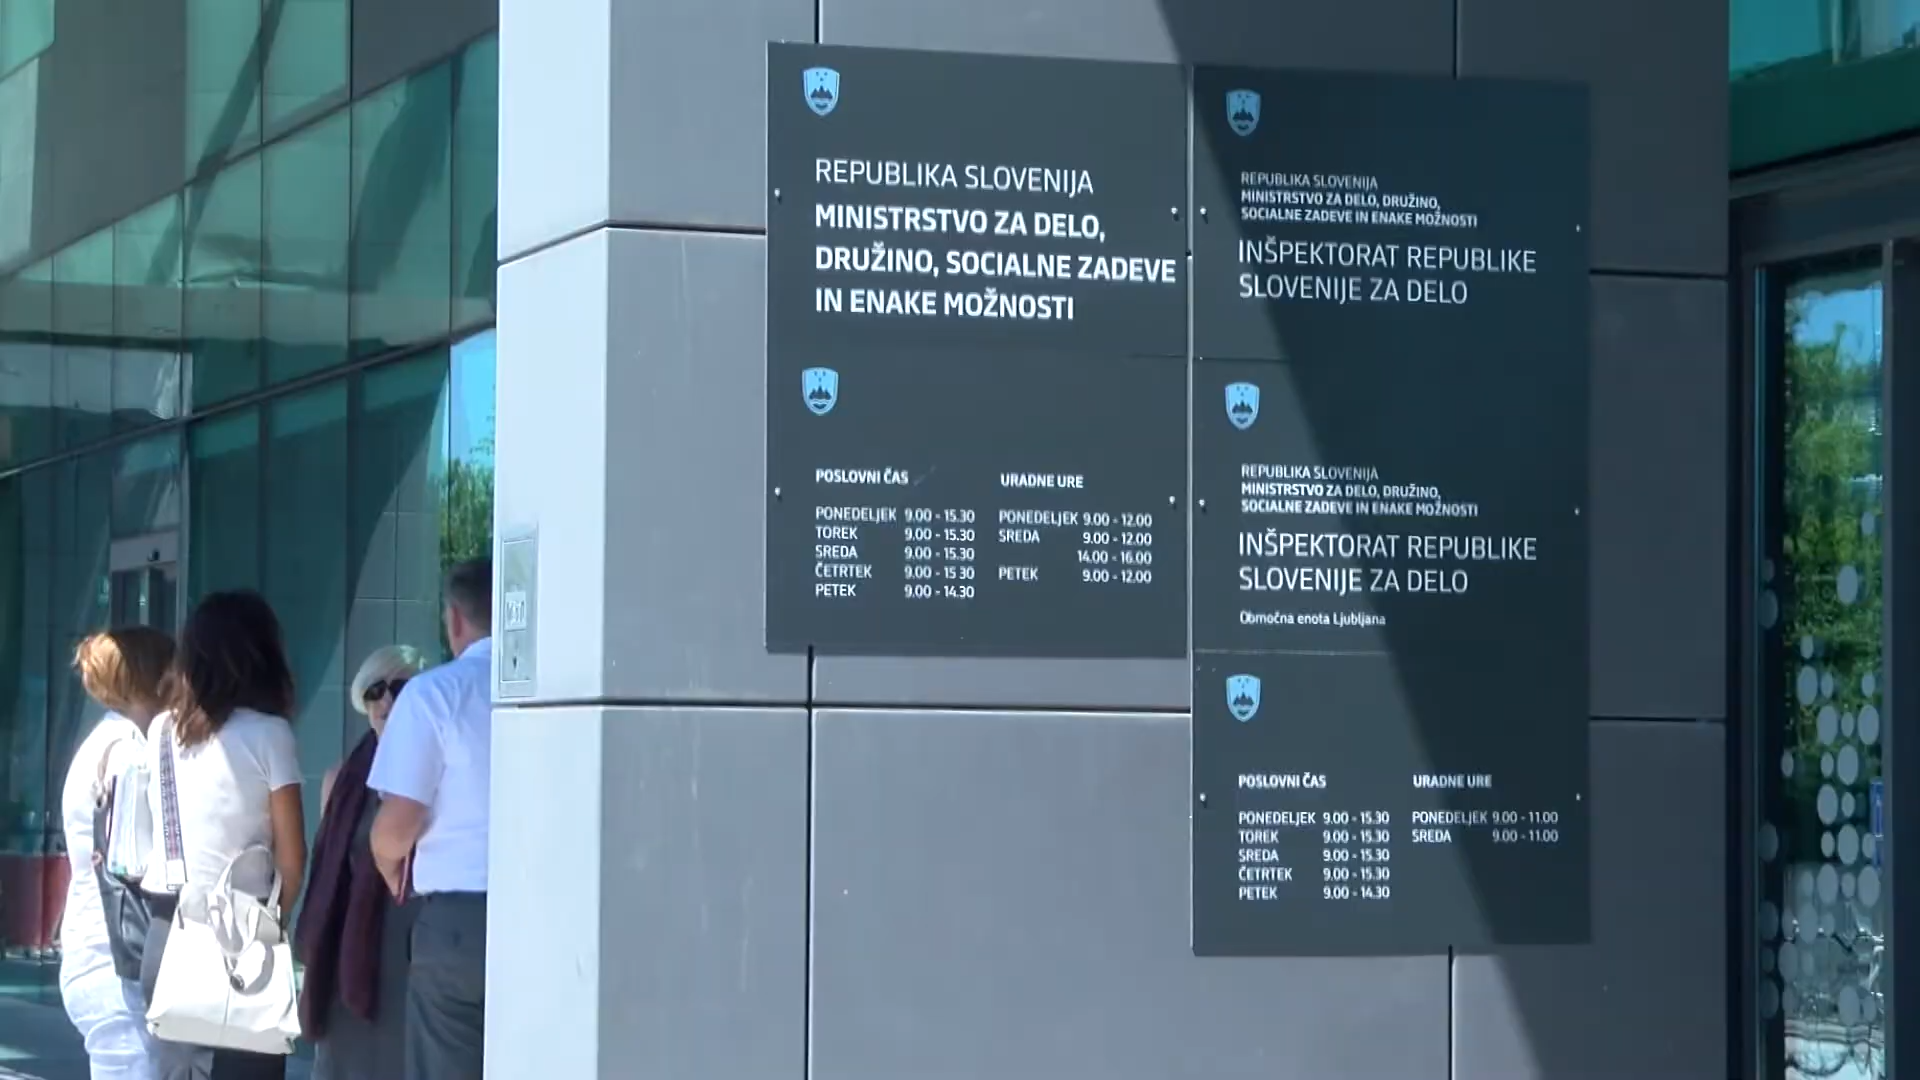 REPUBLIKA SLOVENIJA
MINISTRSTVO ZA DELO,
DRUŽINO, SOCIALNE ZADEVE
IN ENAKE MOŽNOSTI
POSLOVNI ČAS
PONEDELJEK 9.00 - 15.30
TOREK 9.00 - 15.30
SREDA 9.00 - 15.30
ČETRTEK 9.00 - 15 30
PETEK 9.00 - 14.30
URADNE URE
PONEDELJEK 9.00 - 12.00
SREDA 9.00 - 12.00
14.00 - 16.00
PETEK 9.00 - 12.00
REPUBLIKA SLOVENIJA
MINISTRSTVO ZA DELO, DRUŽINO,
SOCIALNE ZADEVE IN ENAKE MOŽNOSTI
INŠPEKTORAT REPUBLIKE
SLOVENIJE ZA DELO
REPUBLIKA SLOVENIJA
MINISTRSTVO ZA DELO, DRUŽINO,
SOCIALNE ZADEVE IN ENAKE MOŽNOSTI
INŠPEKTORAT REPUBLIKE
SLOVENIJE ZA DELO
Območna enota Ljubljana
POSLOVNI ČAS
PONEDELJEK 9.00 - 15.30
TOREK 9.00 - 15.30
SREDA 9.00 - 15.30
ČETRTEK 9.00 - 15.30
PETEK 9.00 - 14.30
URADNE URE
PONEDELJEK 9.00 - 11.00
SREDA 9.00 - 11.00